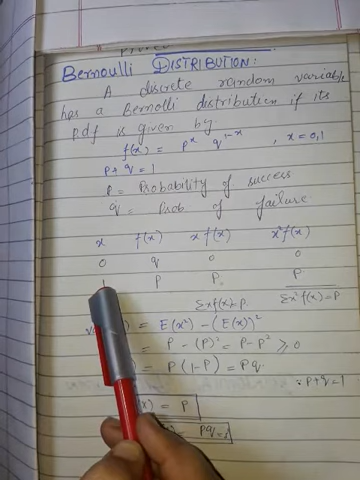 Bernoulli DISTRIBUTION:
A discrete random variable
has a Bernolli distribution if its
pdf is given by
f(x) = p^x q^1-x , x = 0,1
p+q = 1
p = Probability of success
q = Prob of failure
x f(x) x f(x) x²f(x)
0 q 0 0
1 P P. P
Σxf(x)=P. Σx²f(x) = P
= E(x²) - (E(x))²
= P - (P)² = P - P² ≥ 0
= P(1-P) = Pq. ∵ P+q=1
(x) = P
= Pq